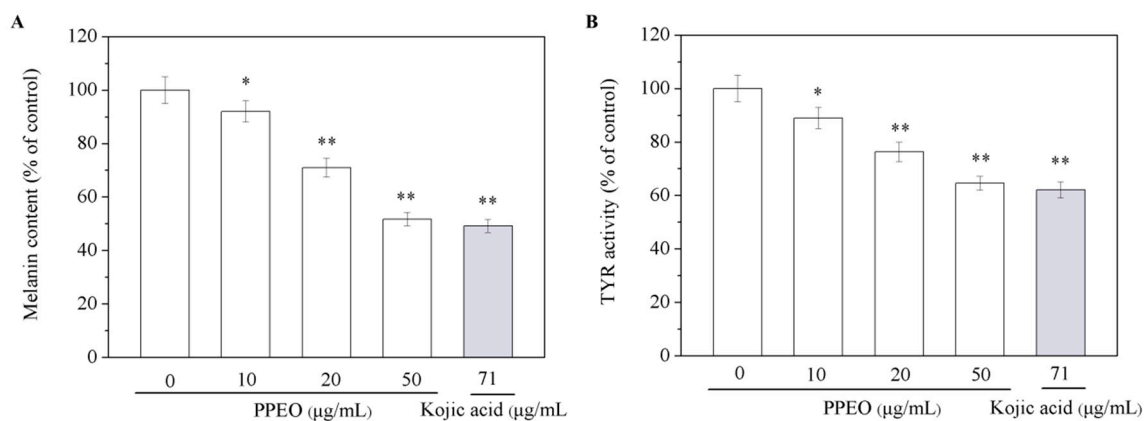 A
Melanin content (% of control)
120
100
80
60
40
20
0
*
**
**
**
0 10 20 50 71
PPEO (μg/mL) Kojic acid (μg/mL
B
TYR activity (% of control)
120
100
80
60
40
20
0
*
**
**
**
0 10 20 50 71
PPEO (μg/mL) Kojic acid (μg/mL)